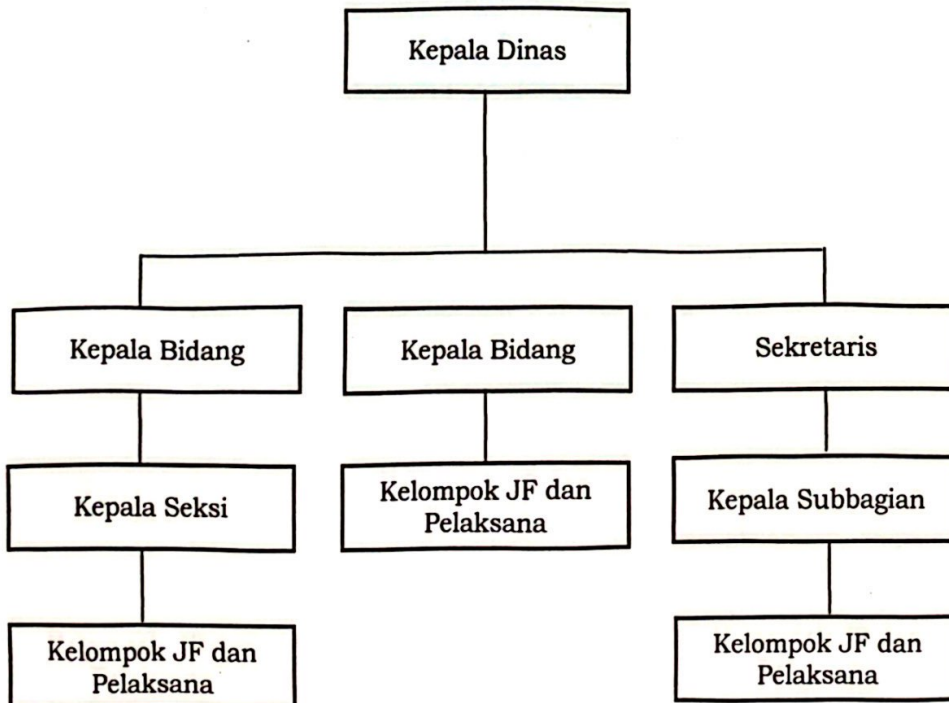 Kepala Dinas
Kepala Bidang
Kepala Bidang
Sekretaris
Kepala Seksi
Kelompok JF dan
Pelaksana
Kepala Subbagian
Kelompok JF dan
Pelaksana
Kelompok JF dan
Pelaksana